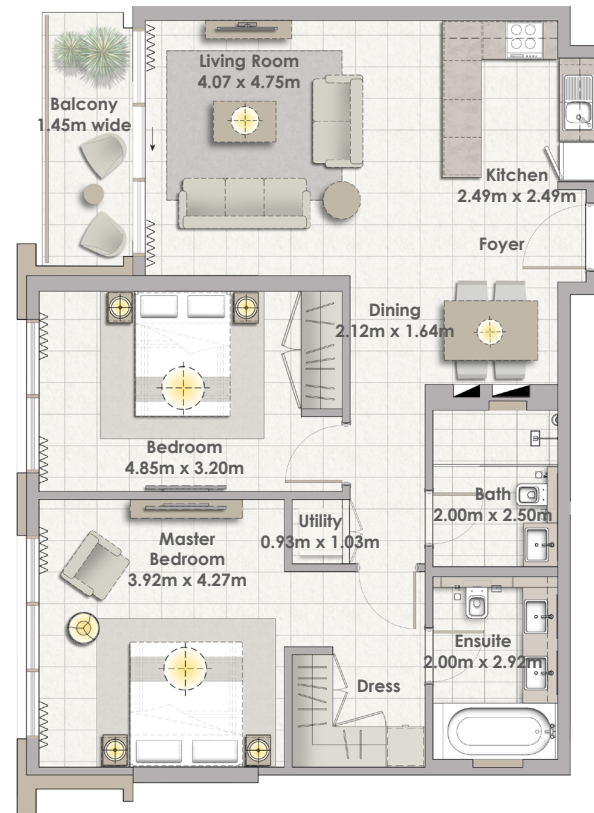 Living Room
4.07 x 4.75m
Balcony
1.45m wide
Kitchen
2.49m x 2.49m
Foyer
Dining
2.12m x 1.64m
Bedroom
4.85m x 3.20m
Bath
2.00m x 2.50m
Utility
0.93m x 1.03m
Master
Bedroom
3.92m x 4.27m
Ensuite
2.00m x 2.92m
Dress